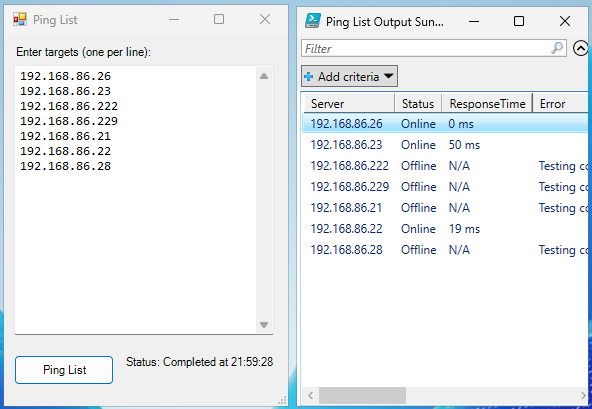 Ping List
Enter targets (one per line):
192.168.86.26
192.168.86.23
192.168.86.222
192.168.86.229
192.168.86.21
192.168.86.22
192.168.86.28
Ping List
Status: Completed at 21:59:28
Ping List Output Sun...
Filter
Add criteria
Server Status ResponseTime Error
192.168.86.26 Online 0 ms
192.168.86.23 Online 50 ms
192.168.86.222 Offline N/A Testing co
192.168.86.229 Offline N/A Testing co
192.168.86.21 Offline N/A Testing co
192.168.86.22 Online 19 ms
192.168.86.28 Offline N/A Testing co